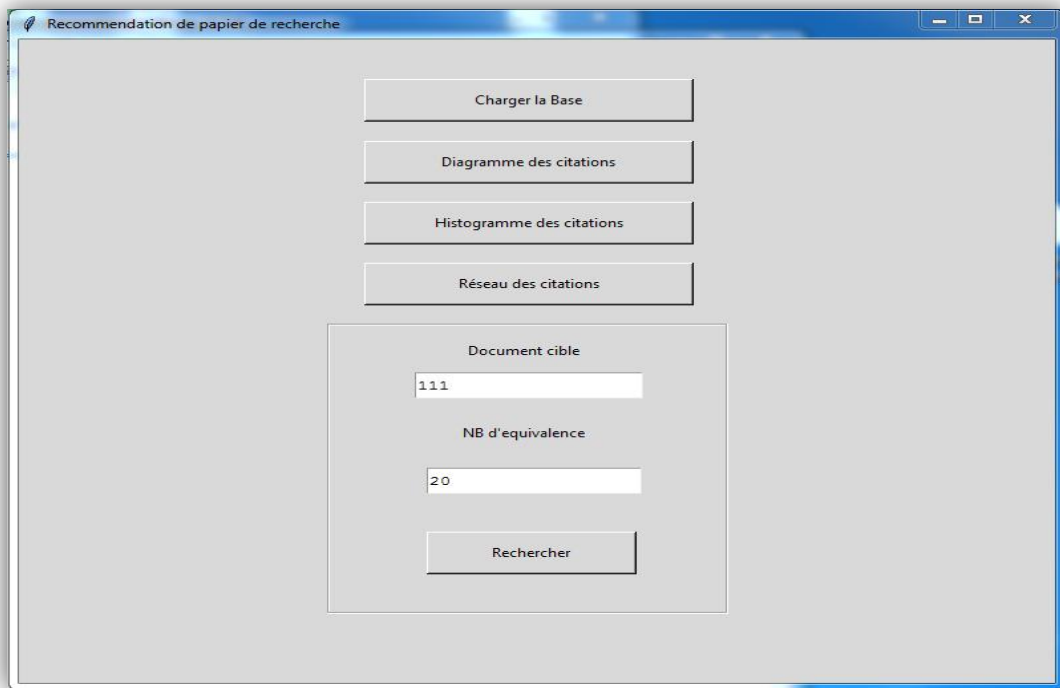 Recommendation de papier de recherche
Charger la Base
Diagramme des citations
Histogramme des citations
Réseau des citations
Document cible
111
NB d'equivalence
20
Rechercher